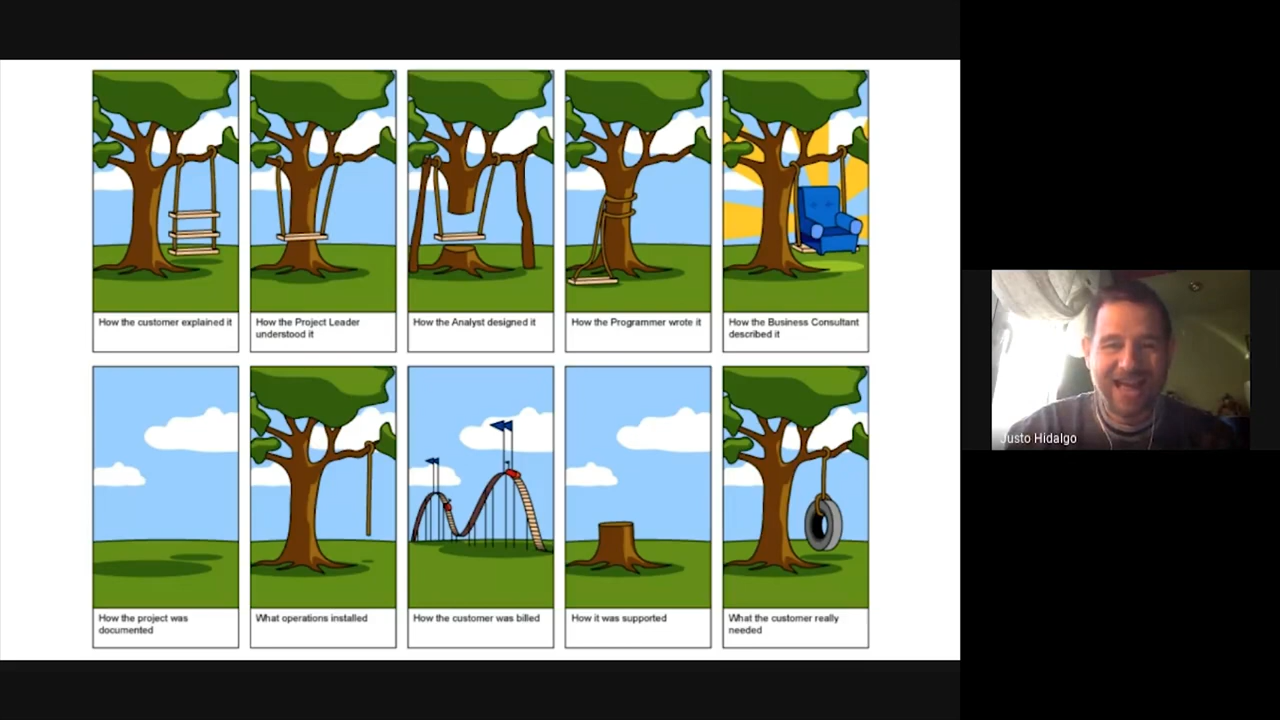 How the customer explained it
How the Project Leader
understood it
How the Analyst designed it
How the Programmer wrote it
How the Business Consultant
described it
Justo Hidalgo
How the project was
documented
What operations installed
How the customer was billed
How it was supported
What the customer really
needed